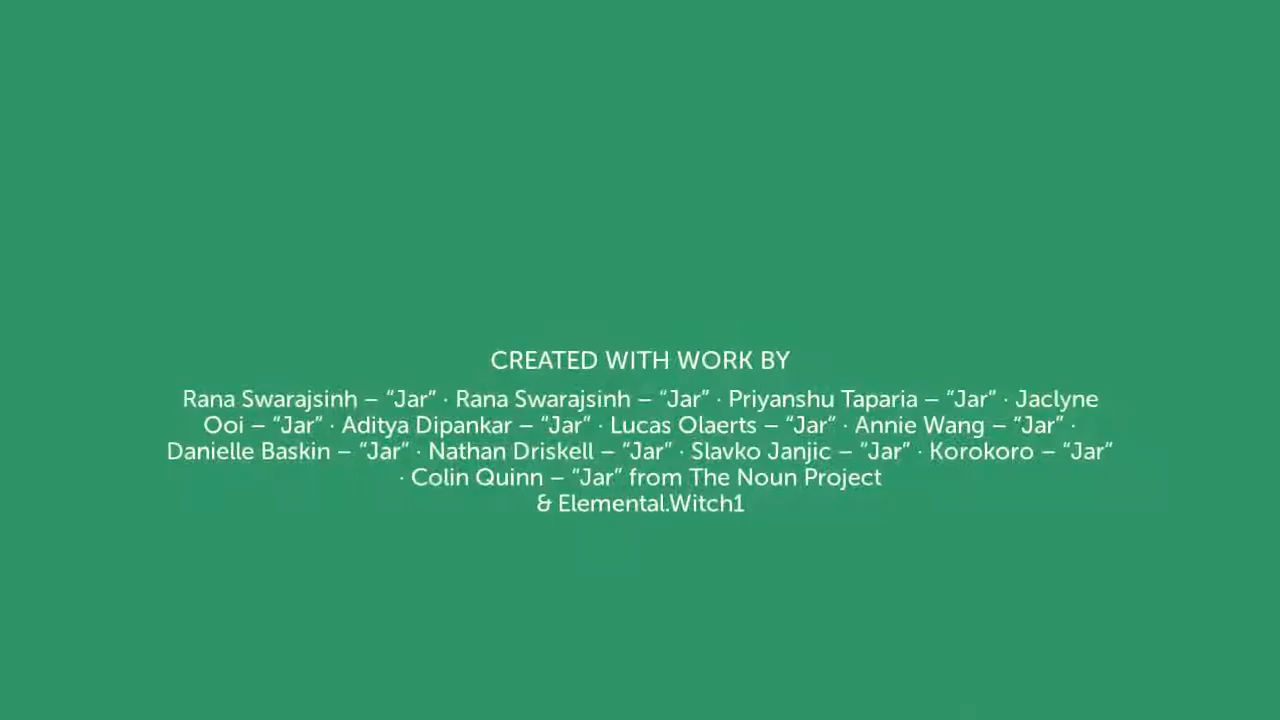 CREATED WITH WORK BY
Rana Swarajsinh – “Jar” · Rana Swarajsinh – “Jar” · Priyanshu Taparia – “Jar” · Jaclyne
Ooi – “Jar” · Aditya Dipankar – “Jar” · Lucas Olaerts – “Jar” · Annie Wang – “Jar” ·
Danielle Baskin – “Jar” · Nathan Driskell – “Jar” · Slavko Janjic – “Jar” · Korokoro – “Jar”
· Colin Quinn – “Jar” from The Noun Project
& Elemental.Witch1